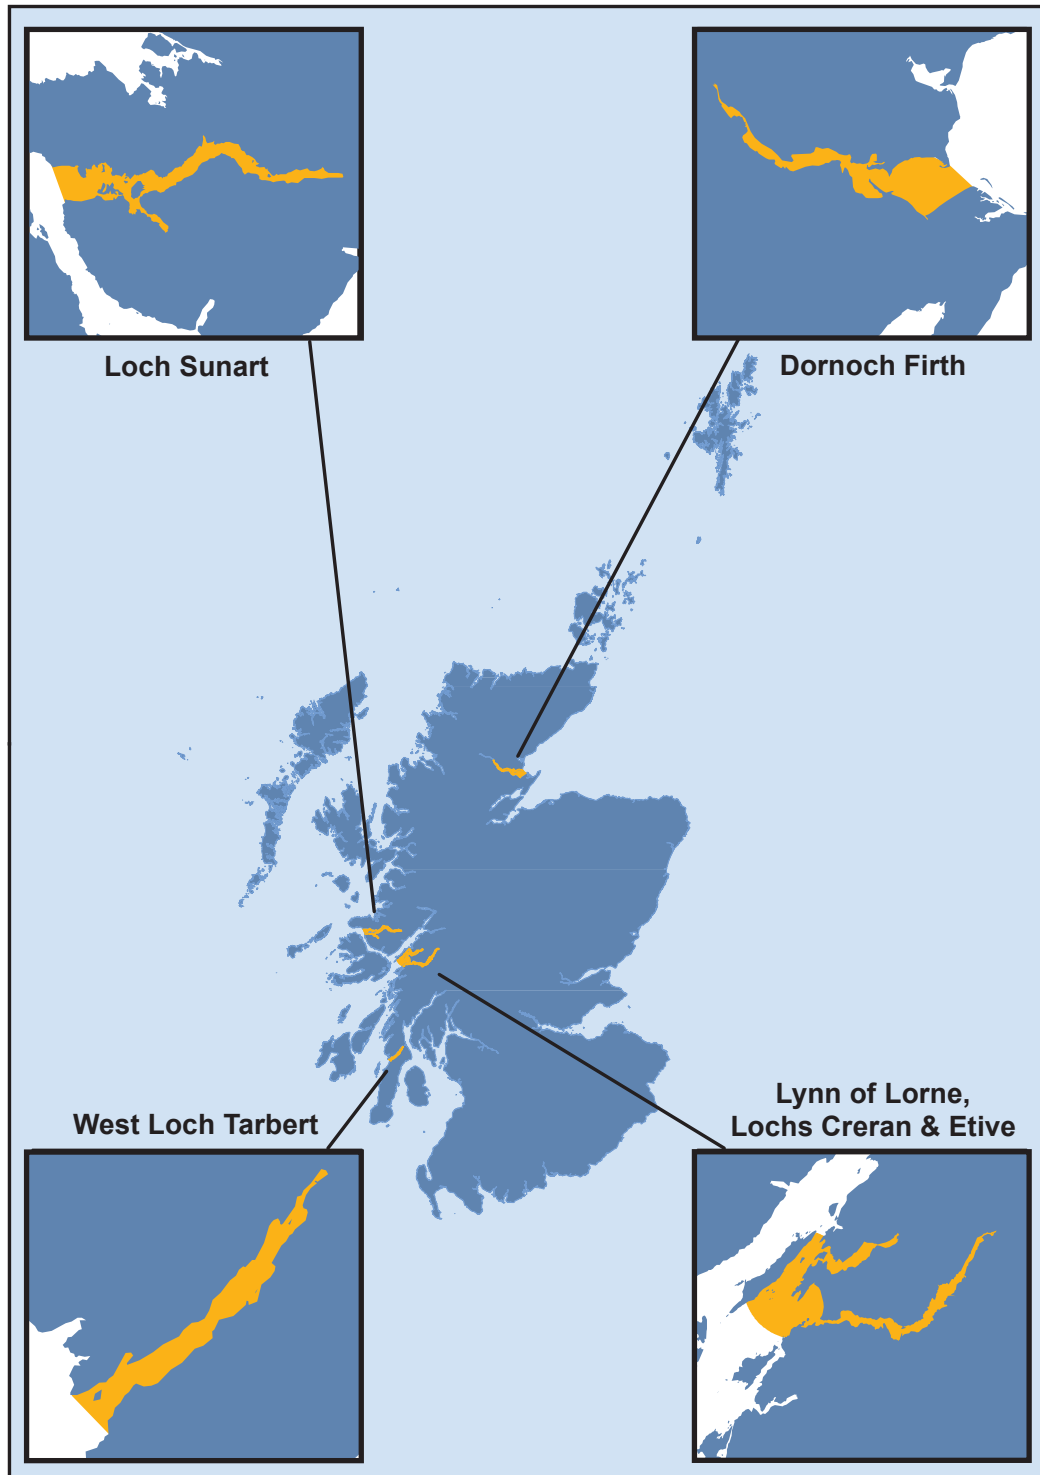 Loch Sunart
Dornoch Firth
West Loch Tarbert
Lynn of Lorne,
Lochs Creran & Etive